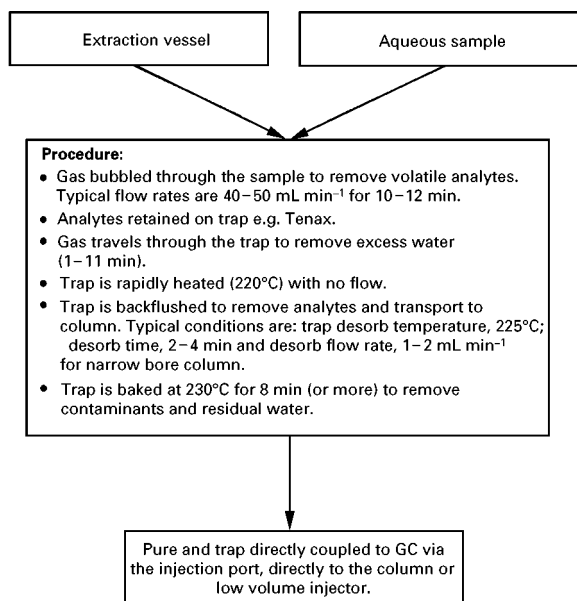 Extraction vessel
Aqueous sample
Procedure:
• Gas bubbled through the sample to remove volatile analytes.
Typical flow rates are 40–50 mL min⁻¹ for 10–12 min.
• Analytes retained on trap e.g. Tenax.
• Gas travels through the trap to remove excess water
(1–11 min).
• Trap is rapidly heated (220°C) with no flow.
• Trap is backflushed to remove analytes and transport to
column. Typical conditions are: trap desorb temperature, 225°C;
desorb time, 2–4 min and desorb flow rate, 1–2 mL min⁻¹
for narrow bore column.
• Trap is baked at 230°C for 8 min (or more) to remove
contaminants and residual water.
Pure and trap directly coupled to GC via
the injection port, directly to the column or
low volume injector.